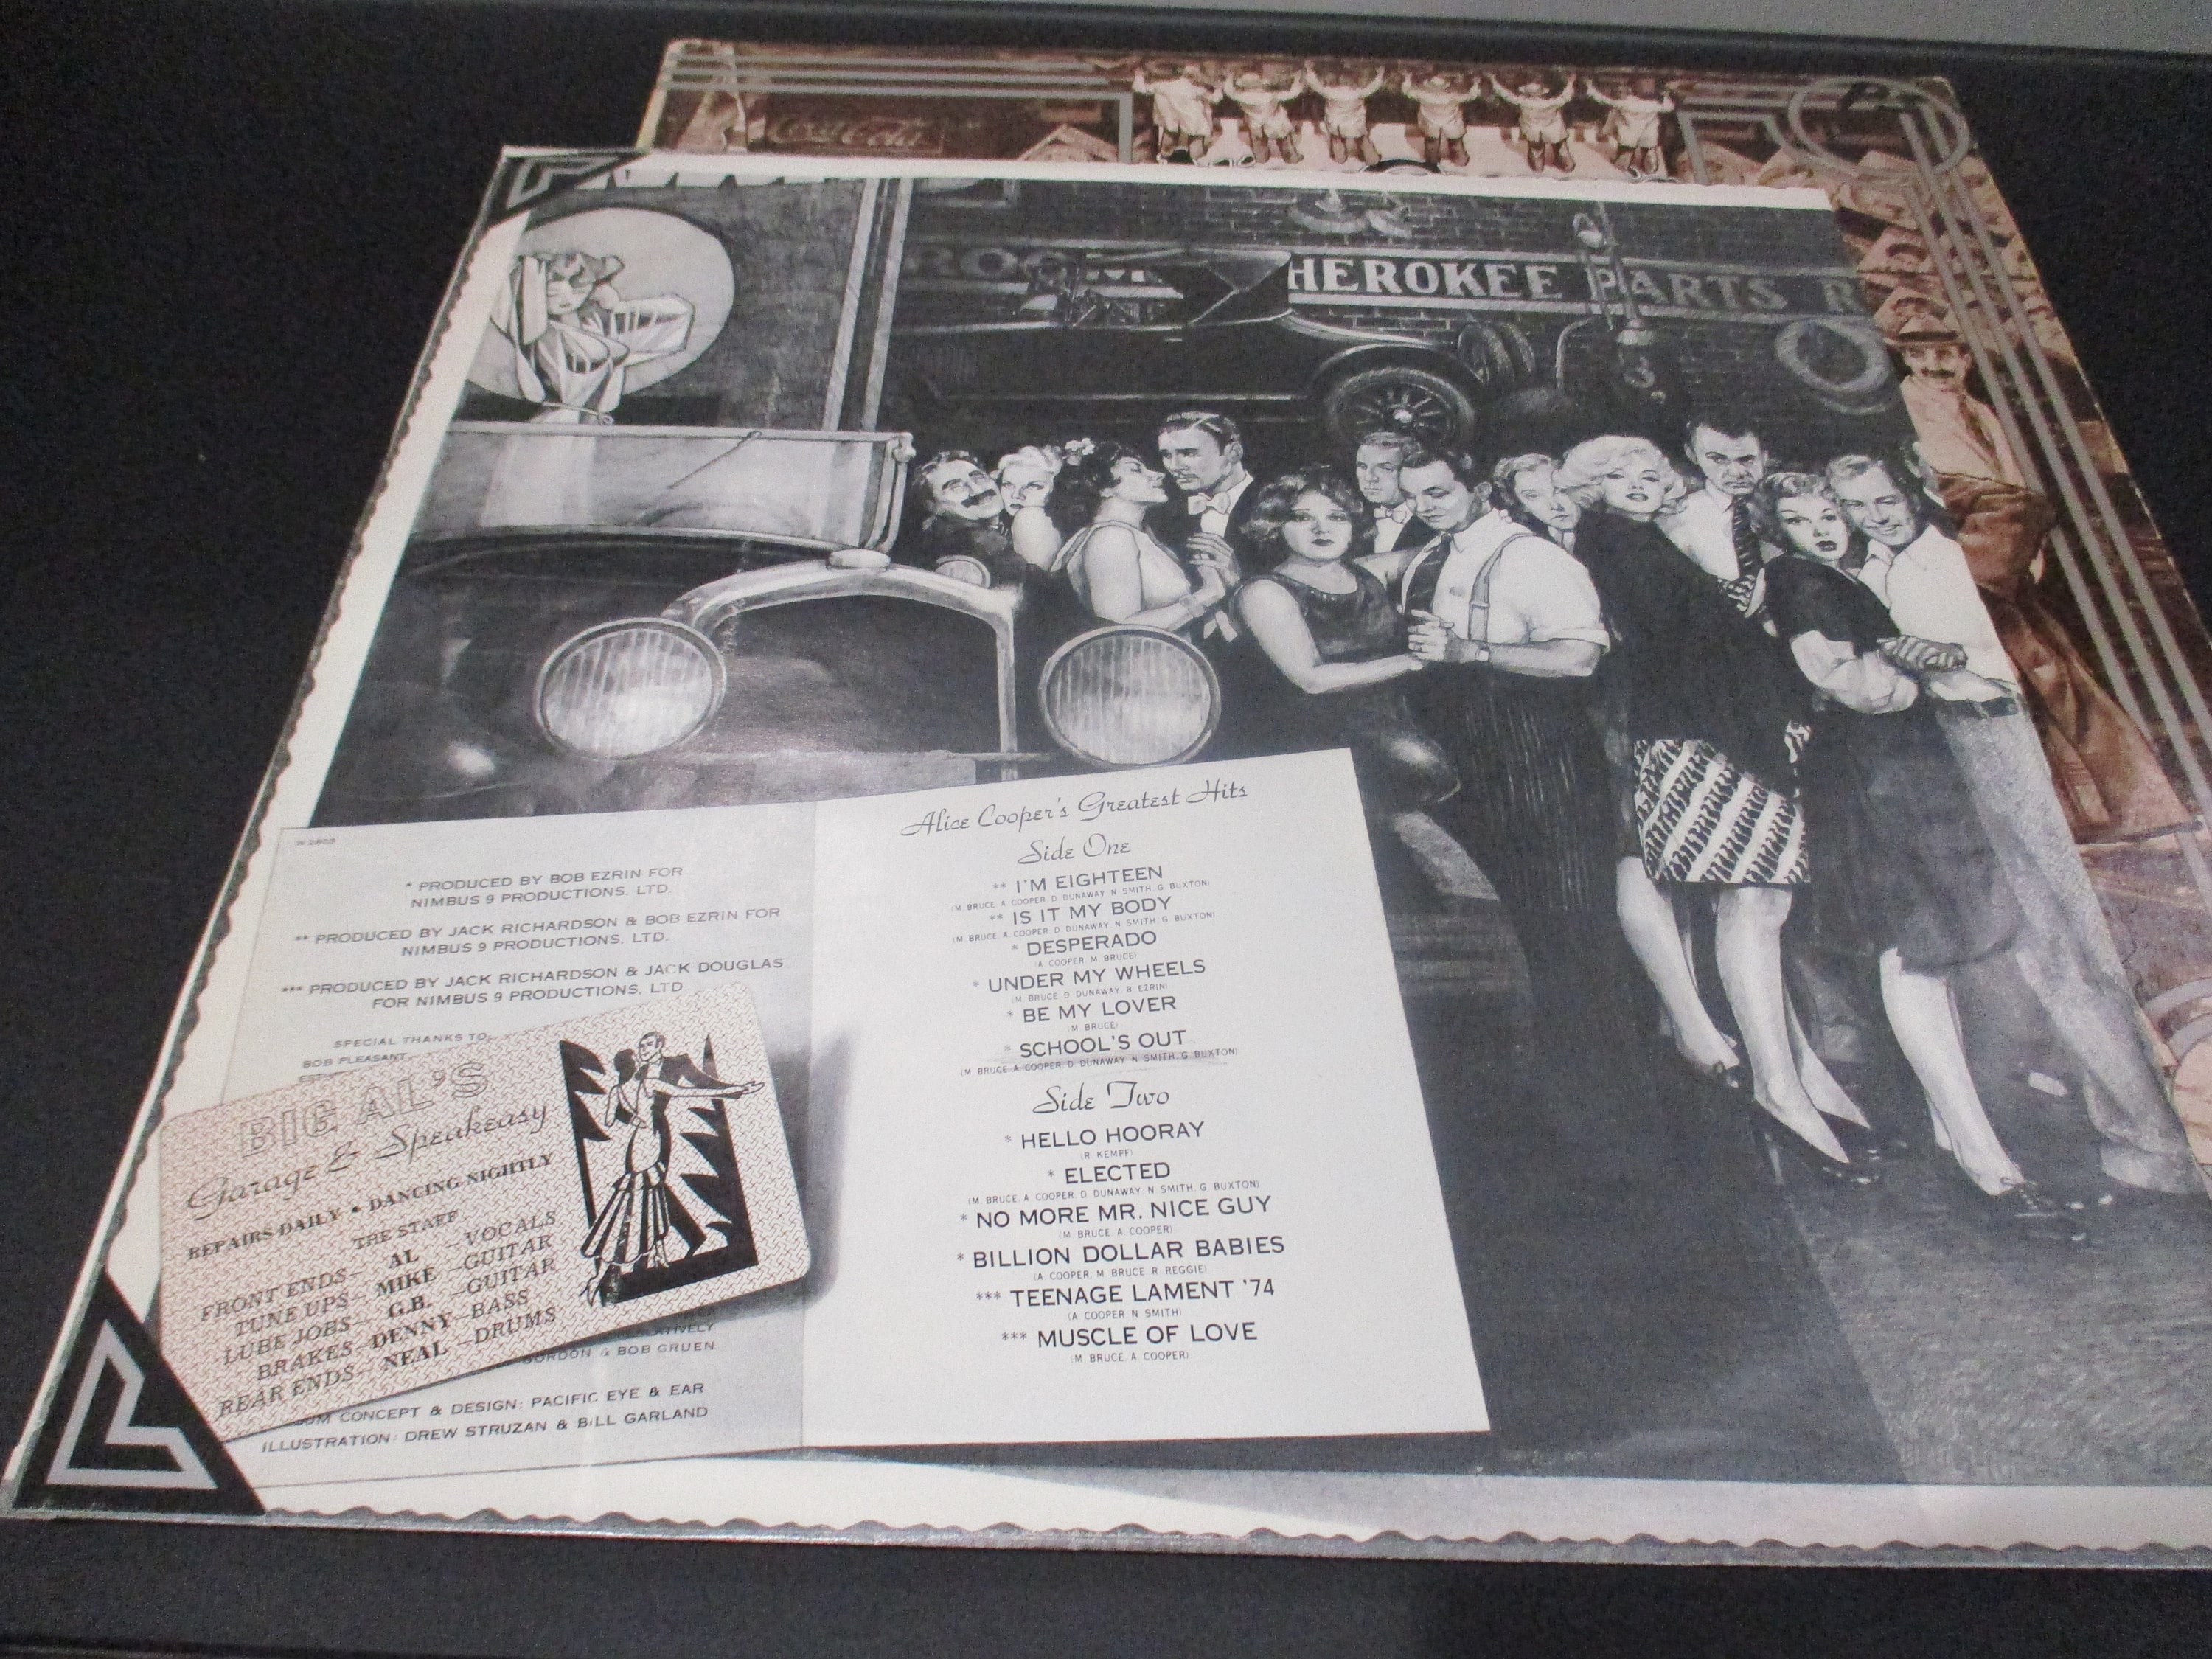 Coca-Cola
ROOM
HEROKEE PARTS R
W 2803
* PRODUCED BY BOB EZRIN FOR
NIMBUS 9 PRODUCTIONS, LTD.
** PRODUCED BY JACK RICHARDSON & BOB EZRIN FOR
NIMBUS 9 PRODUCTIONS, LTD.
*** PRODUCED BY JACK RICHARDSON & JACK DOUGLAS
FOR NIMBUS 9 PRODUCTIONS, LTD.
SPECIAL THANKS TO
BOB PLEASANT
BIG AL'S
Garage & Speakeasy
REPAIRS DAILY • DANCING NIGHTLY
THE STAFF
FRONT ENDS— AL —VOCALS
TUNE UPS— MIKE —GUITAR
LUBE JOBS— G.B. —GUITAR
BRAKES—DENNY—BASS
REAR ENDS— NEAL —DRUMS
GORDON & BOB GRUEN
UM CONCEPT & DESIGN: PACIFIC EYE & EAR
ILLUSTRATION: DREW STRUZAN & BILL GARLAND
Alice Cooper's Greatest Hits
Side One
** I'M EIGHTEEN
(M. BRUCE, A. COOPER, D. DUNAWAY, N. SMITH, G. BUXTON)
** IS IT MY BODY
(M. BRUCE, A. COOPER, D. DUNAWAY, N. SMITH, G. BUXTON)
* DESPERADO
(A. COOPER, M. BRUCE)
* UNDER MY WHEELS
(M. BRUCE, D. DUNAWAY, B. EZRIN)
* BE MY LOVER
(M. BRUCE)
* SCHOOL'S OUT
(M. BRUCE, A. COOPER, D. DUNAWAY, N. SMITH, G. BUXTON)
Side Two
* HELLO HOORAY
(R. KEMPF)
* ELECTED
(M. BRUCE, A. COOPER, D. DUNAWAY, N. SMITH, G. BUXTON)
* NO MORE MR. NICE GUY
(M. BRUCE, A. COOPER)
* BILLION DOLLAR BABIES
(A. COOPER, M. BRUCE, R. REGGIE)
*** TEENAGE LAMENT '74
(A. COOPER, N. SMITH)
*** MUSCLE OF LOVE
(M. BRUCE, A. COOPER)